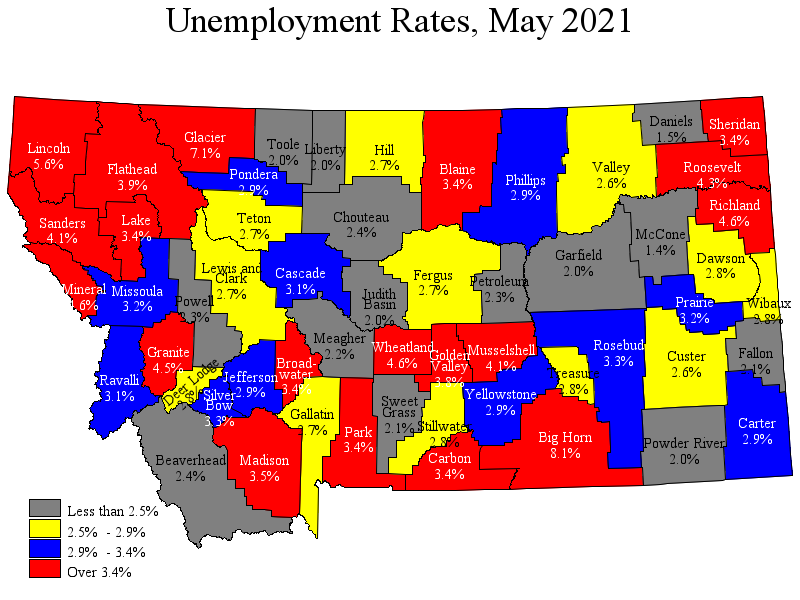 Unemployment Rates, May 2021
Lincoln
5.6%
Flathead
3.9%
Glacier
7.1%
Toole
2.0%
Liberty
2.0%
Hill
2.7%
Blaine
3.4%
Phillips
2.9%
Valley
2.6%
Daniels
1.5%
Sheridan
3.4%
Roosevelt
4.3%
Richland
4.6%
Pondera
2.9%
Teton
2.7%
Chouteau
2.4%
Sanders
4.1%
Lake
3.4%
Mineral
4.6%
Missoula
3.2%
Powell
2.3%
Lewis and
Clark
2.7%
Cascade
3.1%
Judith
Basin
2.0%
Fergus
2.7%
Petroleum
2.3%
Garfield
2.0%
McCone
1.4%
Dawson
2.8%
Wibaux
2.8%
Prairie
3.2%
Ravalli
3.1%
Granite
4.5%
Deer Lodge
Silver
Bow
3.3%
Jefferson
2.9%
Broad-
water
3.4%
Meagher
2.2%
Wheatland
4.6%
Golden
Valley
3.8%
Musselshell
4.1%
Treasure
2.8%
Rosebud
3.3%
Custer
2.6%
Fallon
2.1%
Beaverhead
2.4%
Madison
3.5%
Gallatin
2.7%
Park
3.4%
Sweet
Grass
2.1%
Stillwater
2.8%
Yellowstone
2.9%
Carbon
3.4%
Big Horn
8.1%
Powder River
2.0%
Carter
2.9%
Less than 2.5%
2.5% - 2.9%
2.9% - 3.4%
Over 3.4%